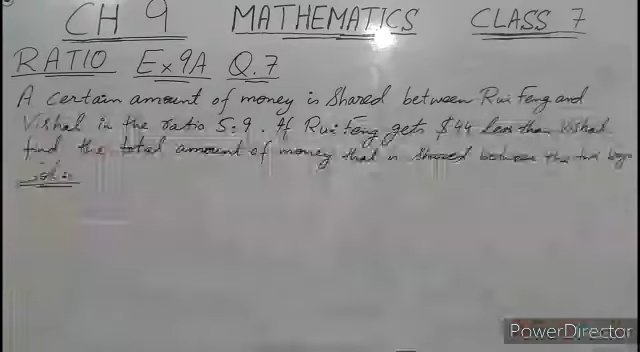 CH 9 MATHEMATICS CLASS 7
RATIO Ex 9A Q.7
A certain amount of money is shared between Rui Feng and
Vishal in the ratio 5:9. If Rui Feng gets $44 less than Vishal
find the total amount of money that is shared between the two boys
PowerDirector